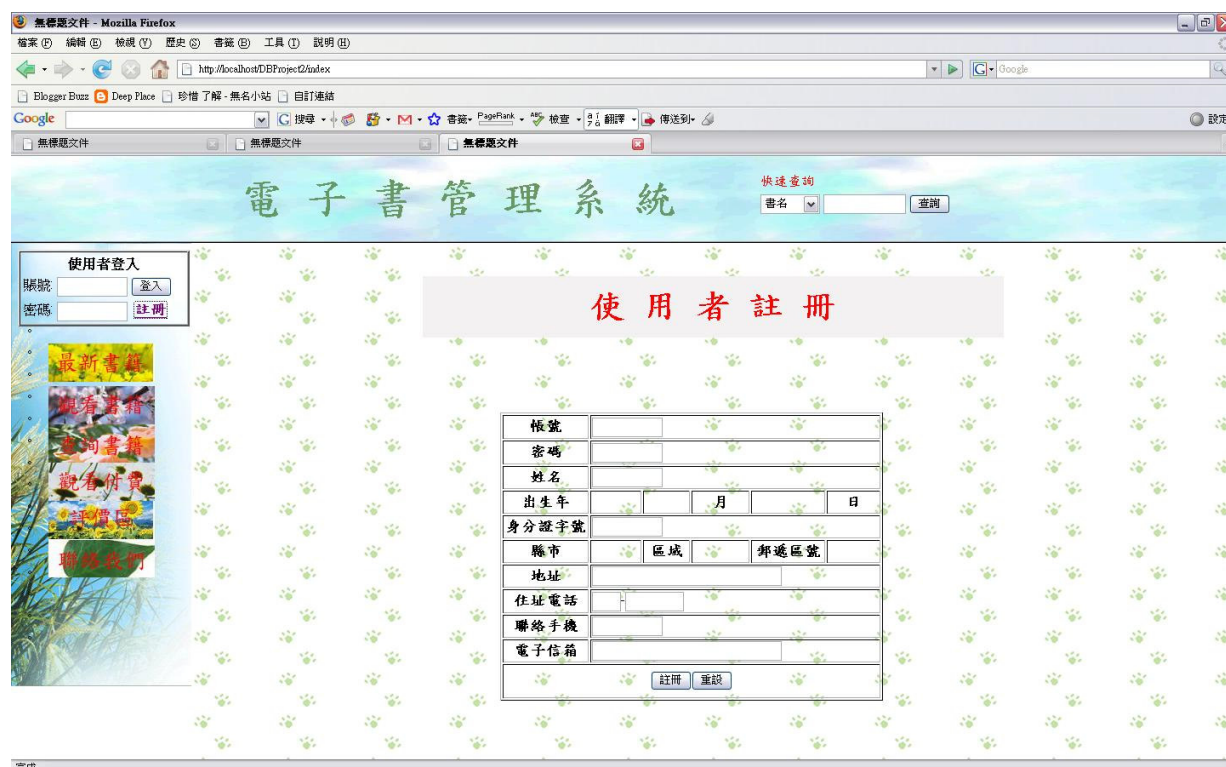 無標題文件 - Mozilla Firefox
檔案(F) 編輯(E) 檢視(V) 歷史(S) 書籤(B) 工具(T) 說明(H)
http://localhost/DBProject2/index
Google
Blogger Buzz Deep Place 珍惜 了解 - 無名小站 自訂連結
Google 搜尋 書籤 PageRank 檢查 翻譯 傳送到 設定
無標題文件 無標題文件 無標題文件
電子書管理系統
快速查詢
書名 查詢
使用者登入
賬號: 登入
密碼: 註冊
最新書籍
觀看書籍
查詢書籍
觀看付費
評價區
聯絡我們
使用者註冊
帳號
密碼
姓名
出生年 月 日
身分證字號
縣市 區域 郵遞區號
地址
住址電話 -
聯絡手機
電子信箱
註冊 重設
完成